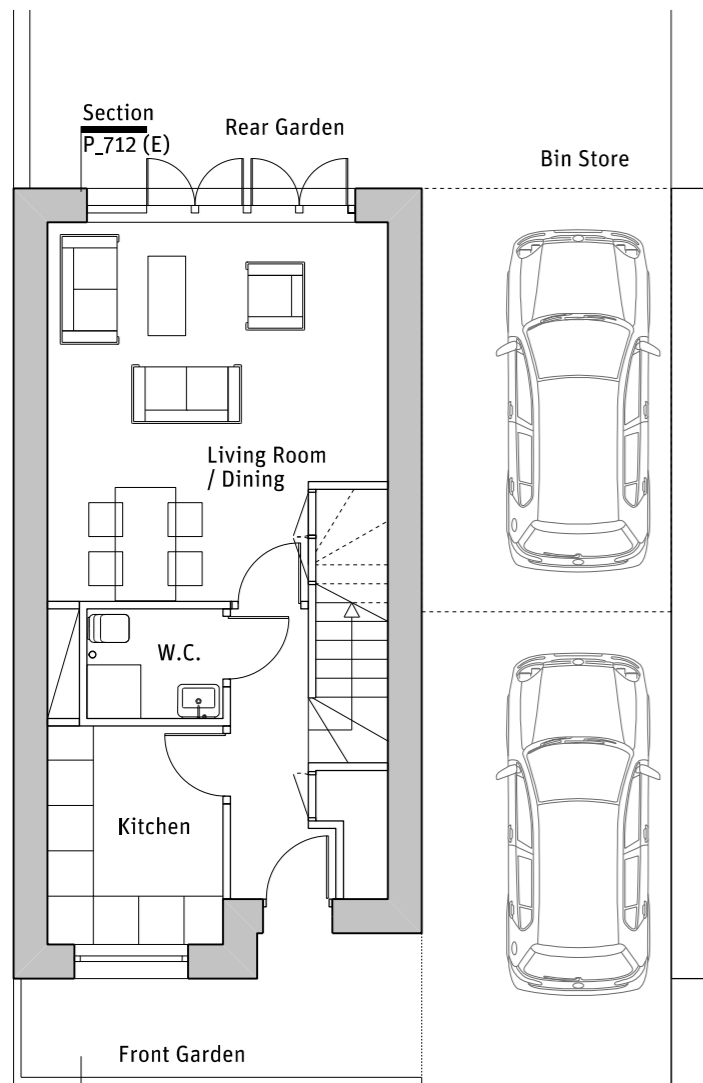 Section
P_712 (E)
Rear Garden
Bin Store
Living Room
/ Dining
W.C.
Kitchen
Front Garden